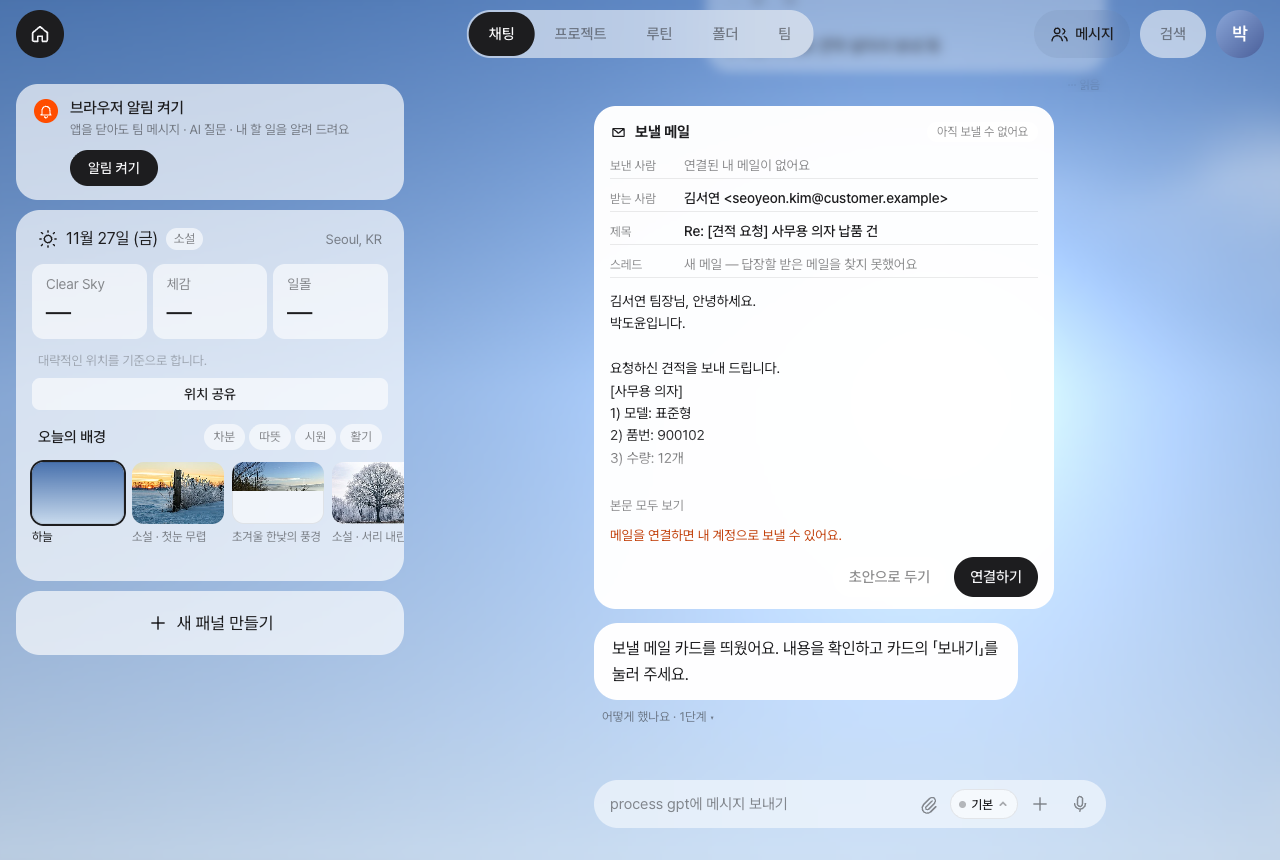 채팅
프로젝트
루틴
폴더
팀
메시지
검색
박
브라우저 알림 켜기
앱을 닫아도 팀 메시지 · AI 질문 · 내 할 일을 알려 드려요
알림 켜기
11월 27일 (금)
소설
Seoul, KR
Clear Sky
체감
일몰
—
—
—
대략적인 위치를 기준으로 합니다.
위치 공유
오늘의 배경
차분
따뜻
시원
활기
하늘
소설 · 첫눈 무렵
초겨울 한낮의 풍경
소설 · 서리 내린
새 패널 만들기
보낼 메일
아직 보낼 수 없어요
보낸 사람
연결된 내 메일이 없어요
받는 사람
김서연 <seoyeon.kim@customer.example>
제목
Re: [견적 요청] 사무용 의자 납품 건
스레드
새 메일 — 답장할 받은 메일을 찾지 못했어요
김서연 팀장님, 안녕하세요.
박도윤입니다.
요청하신 견적을 보내 드립니다.
[사무용 의자]
1) 모델: 표준형
2) 품번: 900102
3) 수량: 12개
본문 모두 보기
메일을 연결하면 내 계정으로 보낼 수 있어요.
초안으로 두기
연결하기
보낼 메일 카드를 띄웠어요. 내용을 확인하고 카드의 「보내기」를
눌러 주세요.
어떻게 했나요 · 1단계
process gpt에 메시지 보내기
기본